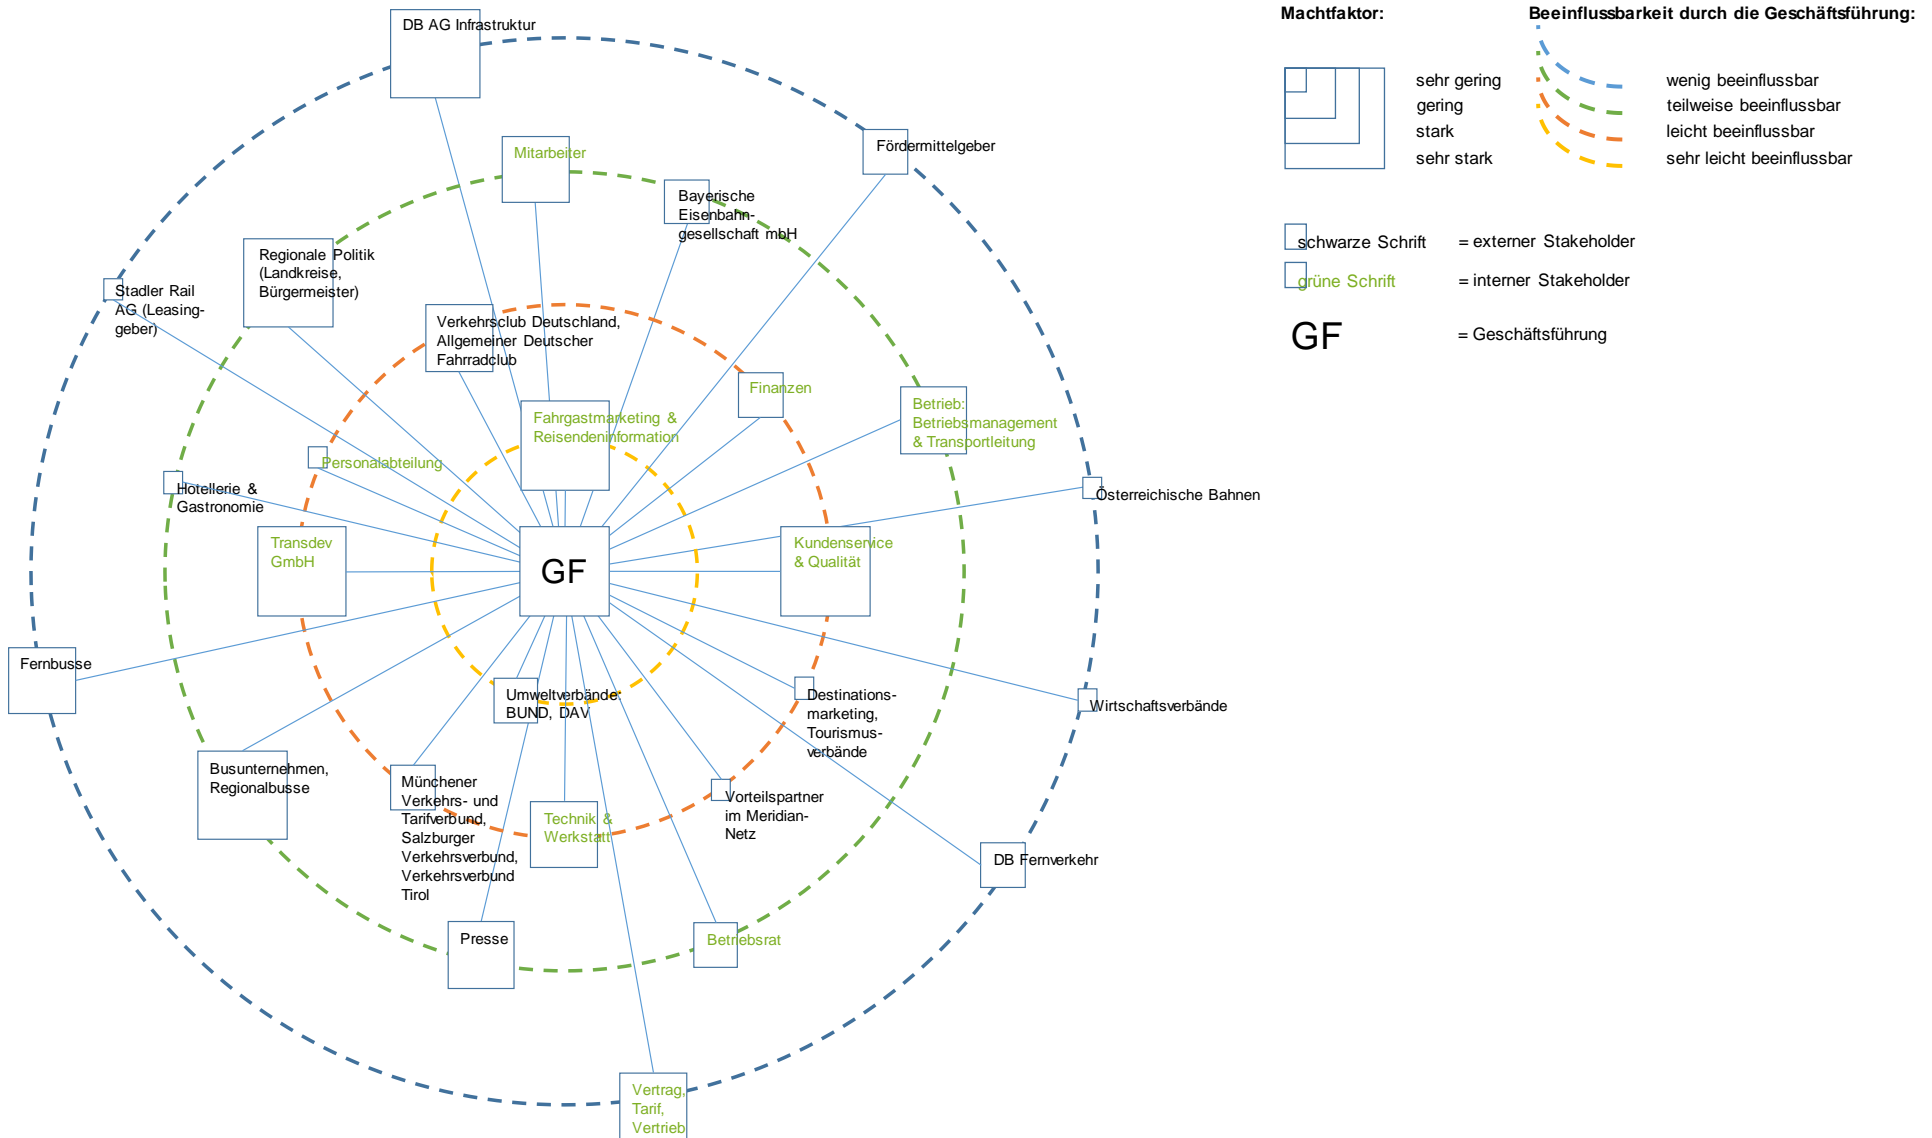 DB AG Infrastruktur
Machtfaktor:
Beeinflussbarkeit durch die Geschäftsführung:
sehr gering
gering
stark
sehr stark
wenig beeinflussbar
teilweise beeinflussbar
leicht beeinflussbar
sehr leicht beeinflussbar
schwarze Schrift
= externer Stakeholder
grüne Schrift
= interner Stakeholder
GF
= Geschäftsführung
Mitarbeiter
Fördermittelgeber
Bayerische
Eisenbahn-
gesellschaft mbH
Regionale Politik
(Landkreise,
Bürgermeister)
Stadler Rail
AG (Leasing-
geber)
Verkehrsclub Deutschland,
Allgemeiner Deutscher
Fahrradclub
Finanzen
Betrieb:
Betriebsmanagement
& Transportleitung
Fahrgastmarketing &
Reisendeninformation
Personalabteilung
Hotellerie &
Gastronomie
Österreichische Bahnen
Transdev
GmbH
GF
Kundenservice
& Qualität
Fernbusse
Umweltverbände:
BUND, DAV
Destinations-
marketing,
Tourismus-
verbände
Wirtschaftsverbände
Busunternehmen,
Regionalbusse
Münchener
Verkehrs- und
Tarifverbund,
Salzburger
Verkehrsverbund,
Verkehrsverbund
Tirol
Technik &
Werkstatt
Vorteilspartner
im Meridian-
Netz
DB Fernverkehr
Presse
Betriebsrat
Vertrag,
Tarif,
Vertrieb